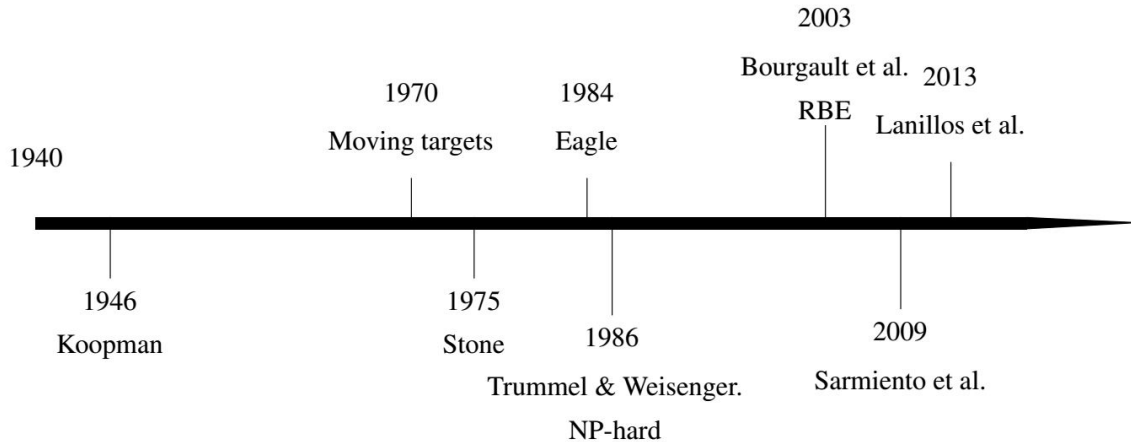 1940
1946
Koopman
1970
Moving targets
1975
Stone
1984
Eagle
1986
Trummel & Weisenger.
NP-hard
2003
Bourgault et al.
RBE
2009
Sarmiento et al.
2013
Lanillos et al.